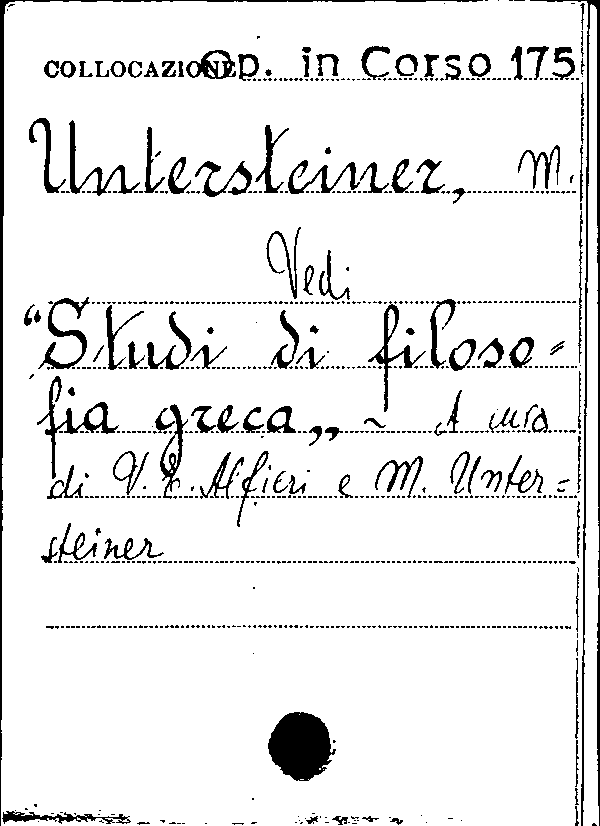 COLLOCAZIONE Op. in Corso 175
Untersteiner, M.
Vedi
“Studi di filoso=
fia greca„ ~ A cura
di V. E. Alfieri e M. Unter=
steiner